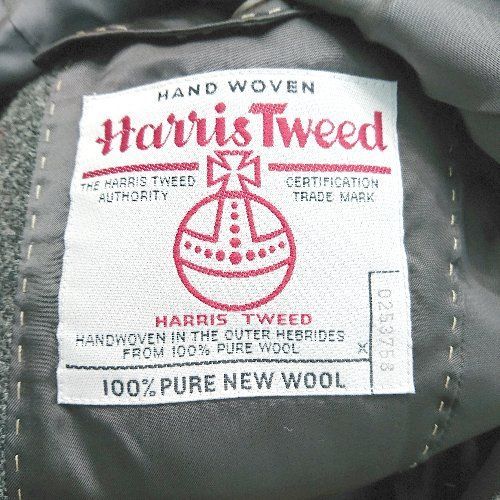 HAND WOVEN
Harris Tweed
THE HARRIS TWEED
AUTHORITY
CERTIFICATION
TRADE MARK
HARRIS TWEED
HANDWOVEN IN THE OUTER HEBRIDES
FROM 100% PURE WOOL
x
100% PURE NEW WOOL